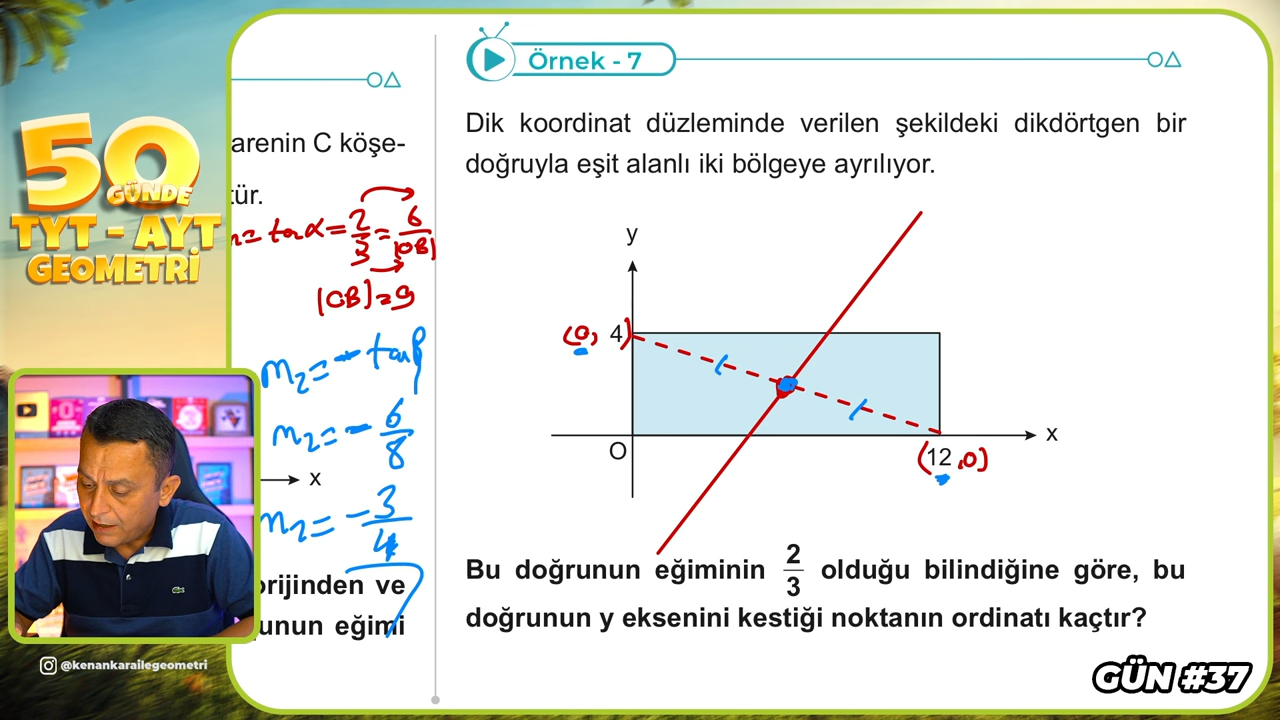 50
GÜNDE
TYT - AYT
GEOMETRİ
@kenankarailegeometri
arenin C köşe-
tür.
= tanα = 2/3 = 6/|OB|
|OB| = 9
m₂ = - tanβ
m₂ = - 6/8
x
m₂ = - 3/4
orijinden ve
unun eğimi
Örnek - 7
Dik koordinat düzleminde verilen şekildeki dikdörtgen bir
doğruyla eşit alanlı iki bölgeye ayrılıyor.
y
(0, 4)
O
(12,0)
x
Bu doğrunun eğiminin 2/3 olduğu bilindiğine göre, bu
doğrunun y eksenini kestiği noktanın ordinatı kaçtır?
GÜN #37